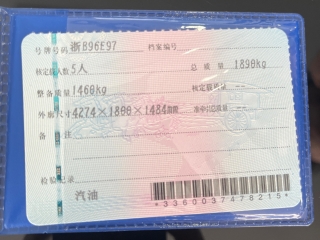 号牌号码 浙B96E97 档案编号
核定载人数 5人 总质量 1890kg
整备质量 1460kg 核定载质量 --
外廓尺寸 4274×1800×1484mm 准牵引总质量 --
备注
检验记录
汽油
*3360037478215*